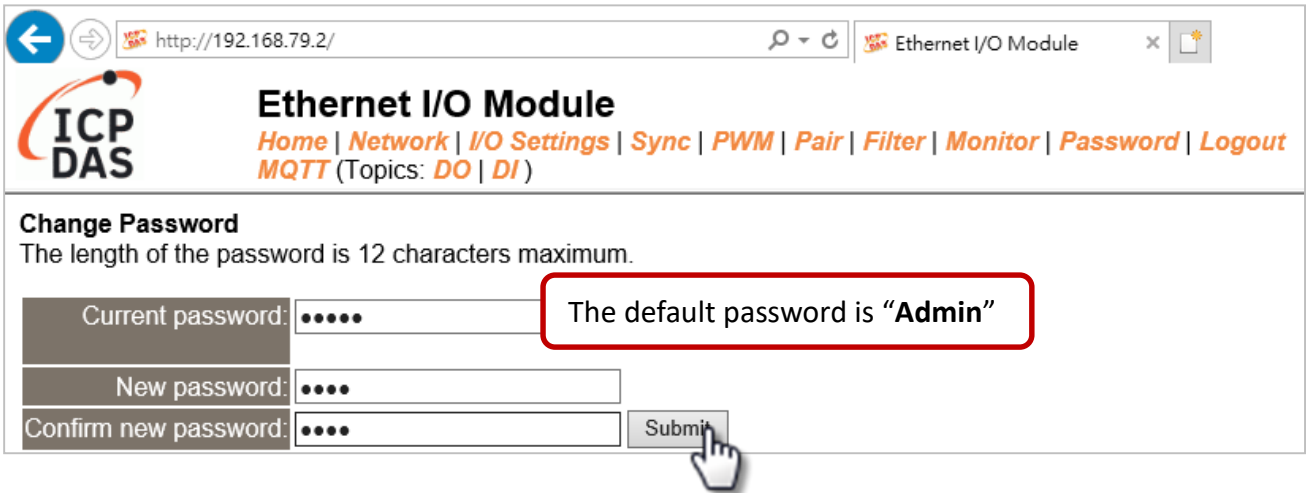 http://192.168.79.2/
Ethernet I/O Module
ICP
DAS
Ethernet I/O Module
Home | Network | I/O Settings | Sync | PWM | Pair | Filter | Monitor | Password | Logout
MQTT (Topics: DO | DI )
Change Password
The length of the password is 12 characters maximum.
Current password: •••••
The default password is “Admin”
New password: ••••
Confirm new password: •••• Submit